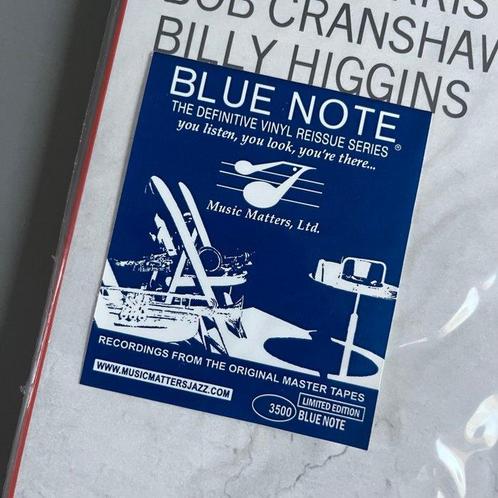 BOB CRANSHAW
BILLY HIGGINS
BLUE NOTE
THE DEFINITIVE VINYL REISSUE SERIES ®
you listen, you look, you're there...
Music Matters, Ltd.
RECORDINGS FROM THE ORIGINAL MASTER TAPES
WWW.MUSICMATTERSJAZZ.COM
LIMITED EDITION
3500 BLUE NOTE